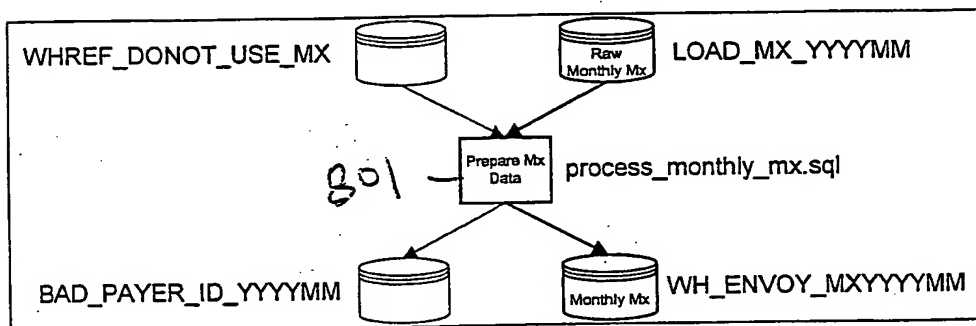 WHREF_DONOT_USE_MX
Raw
Monthly Mx
LOAD_MX_YYYYMM
801
Prepare Mx
Data
process_monthly_mx.sql
BAD_PAYER_ID_YYYYMM
Monthly Mx
WH_ENVOY_MXYYYYMM